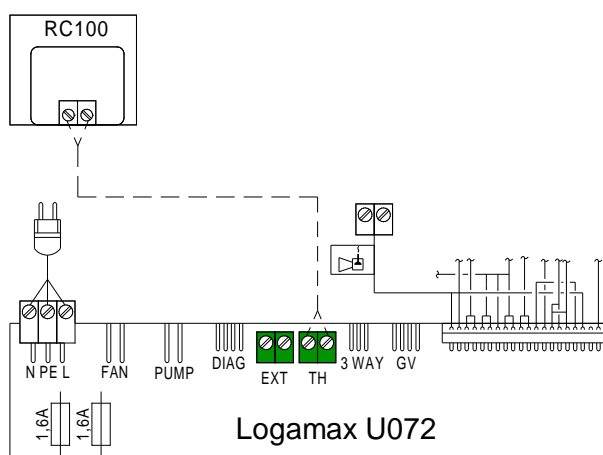 RC100
N PE L
FAN
PUMP
DIAG
EXT
TH
3 WAY
GV
1,6A
1,6A
Logamax U072